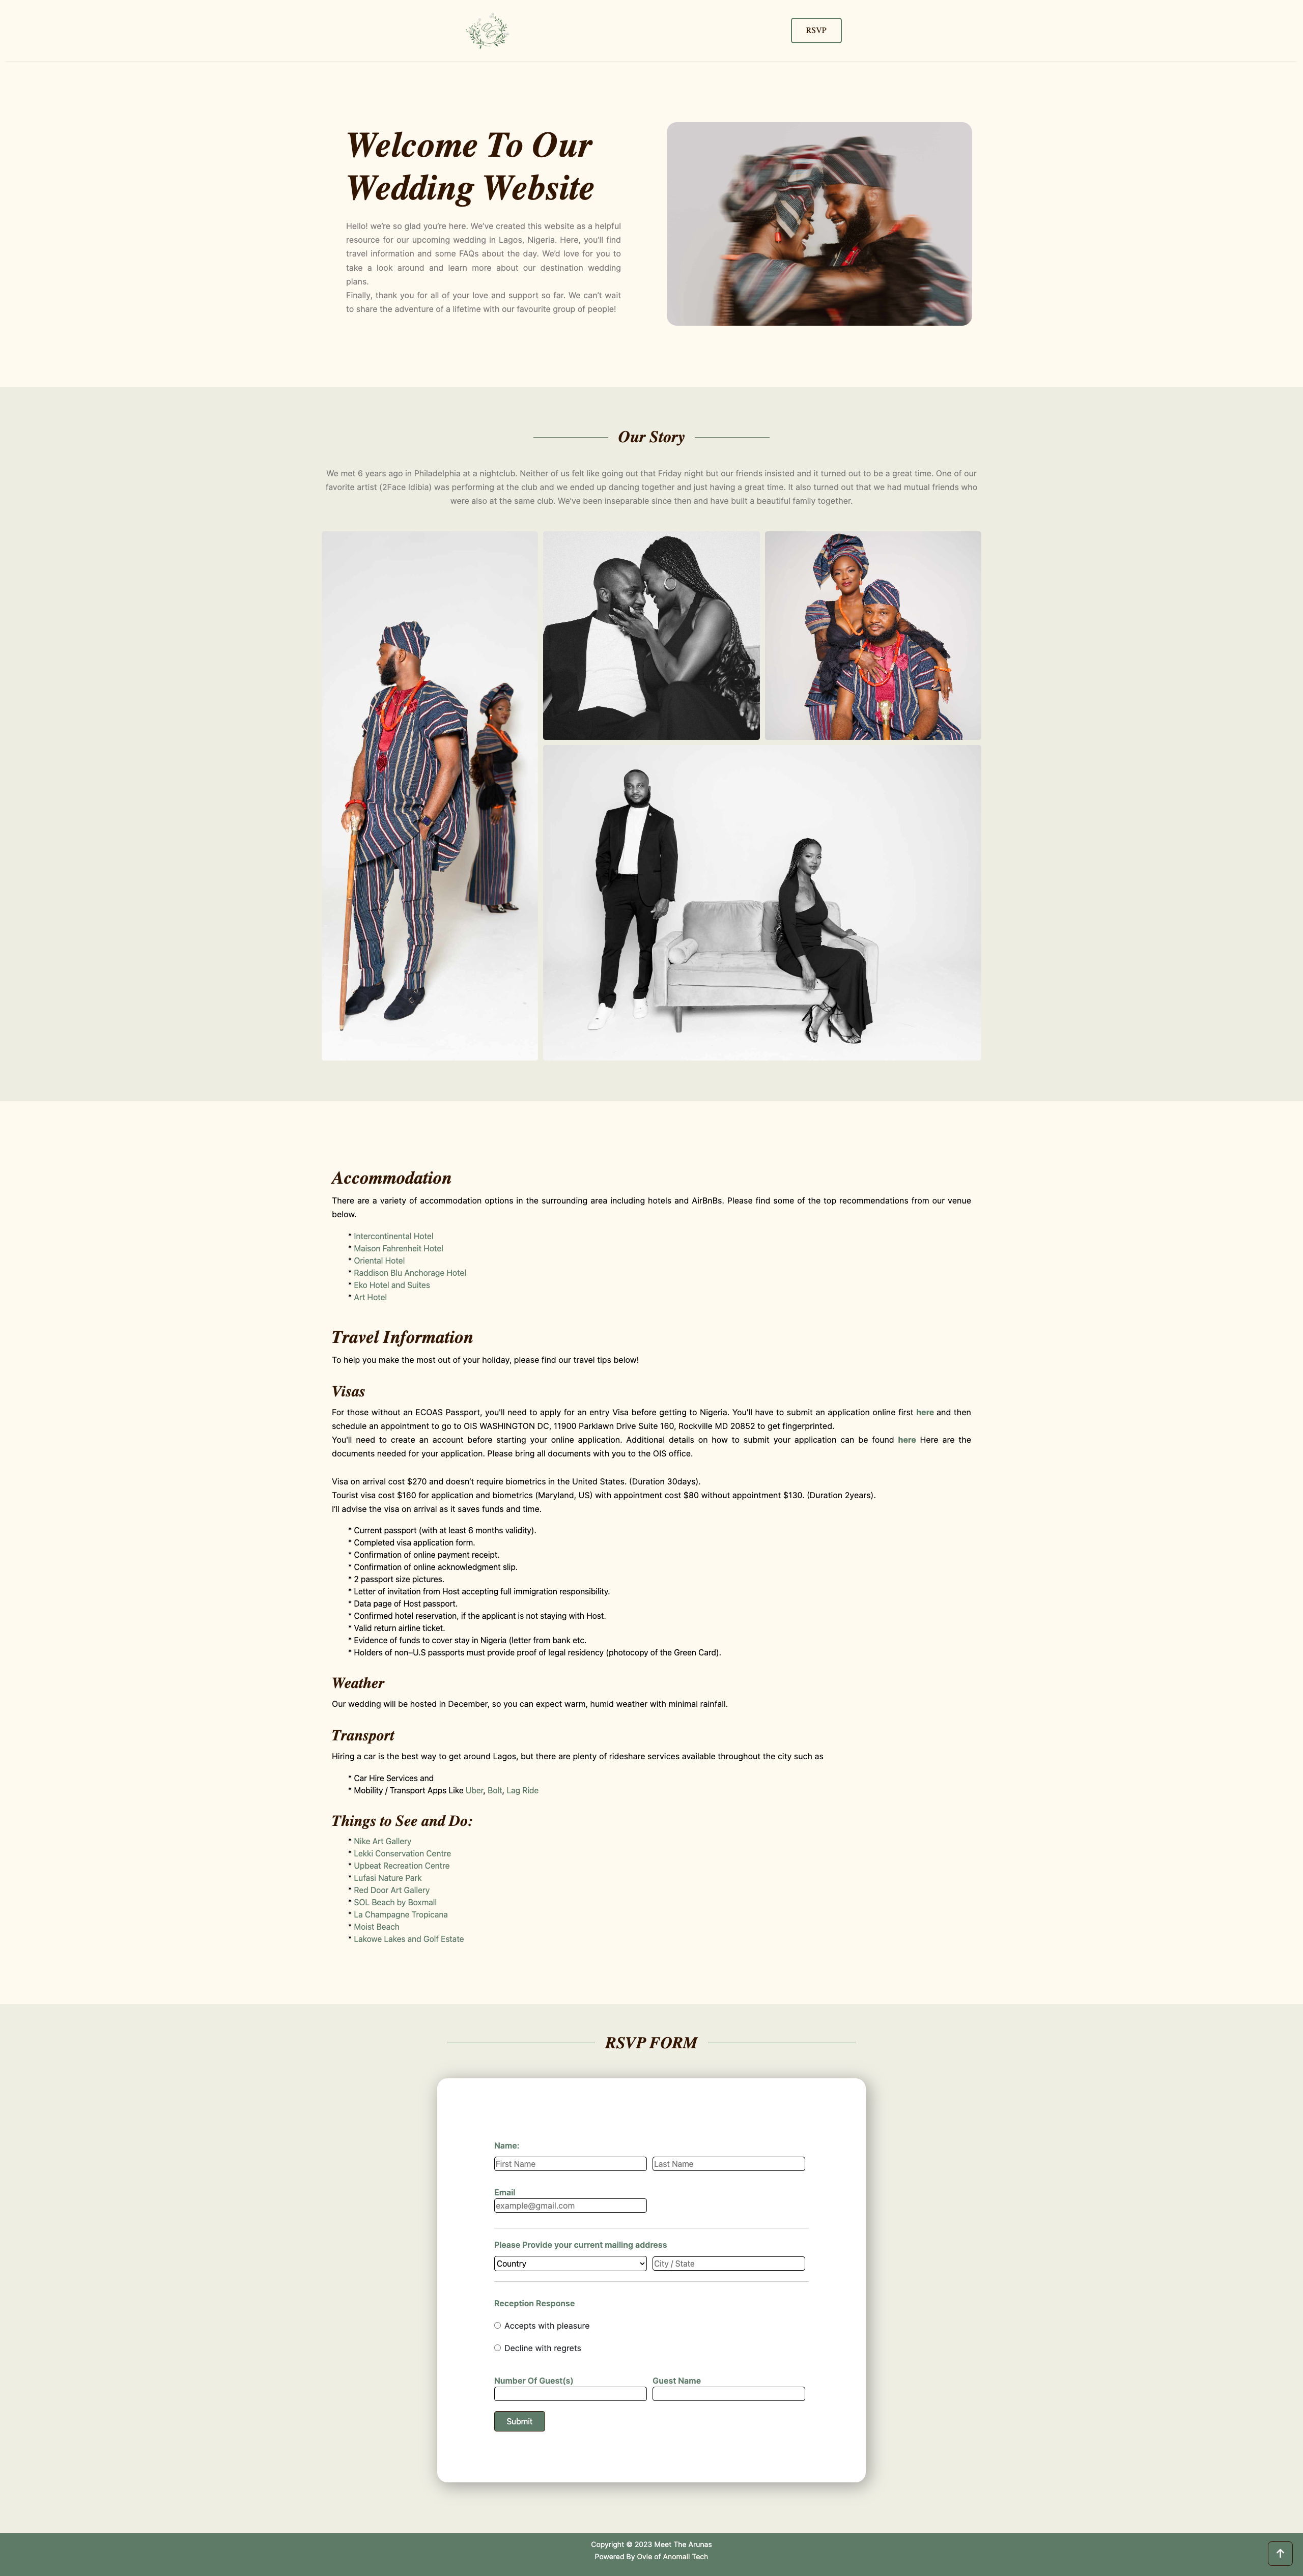 RSVP
Welcome To Our
Wedding Website
Hello! we're so glad you're here. We've created this website as a helpful
resource for our upcoming wedding in Lagos, Nigeria. Here, you'll find
travel information and some FAQs about the day. We'd love for you to
take a look around and learn more about our destination wedding
plans.
Finally, thank you for all of your love and support so far. We can't wait
to share the adventure of a lifetime with our favourite group of people!
Our Story
We met 6 years ago in Philadelphia at a nightclub. Neither of us felt like going out that Friday night but our friends insisted and it turned out to be a great time. One of our
favorite artist (2Face Idibia) was performing at the club and we ended up dancing together and just having a great time. It also turned out that we had mutual friends who
were also at the same club. We've been inseparable since then and have built a beautiful family together.
Accommodation
There are a variety of accommodation options in the surrounding area including hotels and AirBnBs. Please find some of the top recommendations from our venue
below.
* Intercontinental Hotel
* Maison Fahrenheit Hotel
* Oriental Hotel
* Raddison Blu Anchorage Hotel
* Eko Hotel and Suites
* Art Hotel
Travel Information
To help you make the most out of your holiday, please find our travel tips below!
Visas
For those without an ECOAS Passport, you'll need to apply for an entry Visa before getting to Nigeria. You'll have to submit an application online first here and then
schedule an appointment to go to OIS WASHINGTON DC, 11900 Parklawn Drive Suite 160, Rockville MD 20852 to get fingerprinted.
You'll need to create an account before starting your online application. Additional details on how to submit your application can be found here Here are the
documents needed for your application. Please bring all documents with you to the OIS office.
Visa on arrival cost $270 and doesn't require biometrics in the United States. (Duration 30days).
Tourist visa cost $160 for application and biometrics (Maryland, US) with appointment cost $80 without appointment $130. (Duration 2years).
I'll advise the visa on arrival as it saves funds and time.
* Current passport (with at least 6 months validity).
* Completed visa application form.
* Confirmation of online payment receipt.
* Confirmation of online acknowledgment slip.
* 2 passport size pictures.
* Letter of invitation from Host accepting full immigration responsibility.
* Data page of Host passport.
* Confirmed hotel reservation, if the applicant is not staying with Host.
* Valid return airline ticket.
* Evidence of funds to cover stay in Nigeria (letter from bank etc.
* Holders of non–U.S passports must provide proof of legal residency (photocopy of the Green Card).
Weather
Our wedding will be hosted in December, so you can expect warm, humid weather with minimal rainfall.
Transport
Hiring a car is the best way to get around Lagos, but there are plenty of rideshare services available throughout the city such as
* Car Hire Services and
* Mobility / Transport Apps Like Uber, Bolt, Lag Ride
Things to See and Do:
* Nike Art Gallery
* Lekki Conservation Centre
* Upbeat Recreation Centre
* Lufasi Nature Park
* Red Door Art Gallery
* SOL Beach by Boxmall
* La Champagne Tropicana
* Moist Beach
* Lakowe Lakes and Golf Estate
RSVP FORM
Name:
First Name Last Name
Email
example@gmail.com
Please Provide your current mailing address
Country City / State
Reception Response
Accepts with pleasure
Decline with regrets
Number Of Guest(s) Guest Name
Submit
Copyright © 2023 Meet The Arunas
Powered By Ovie of Anomali Tech